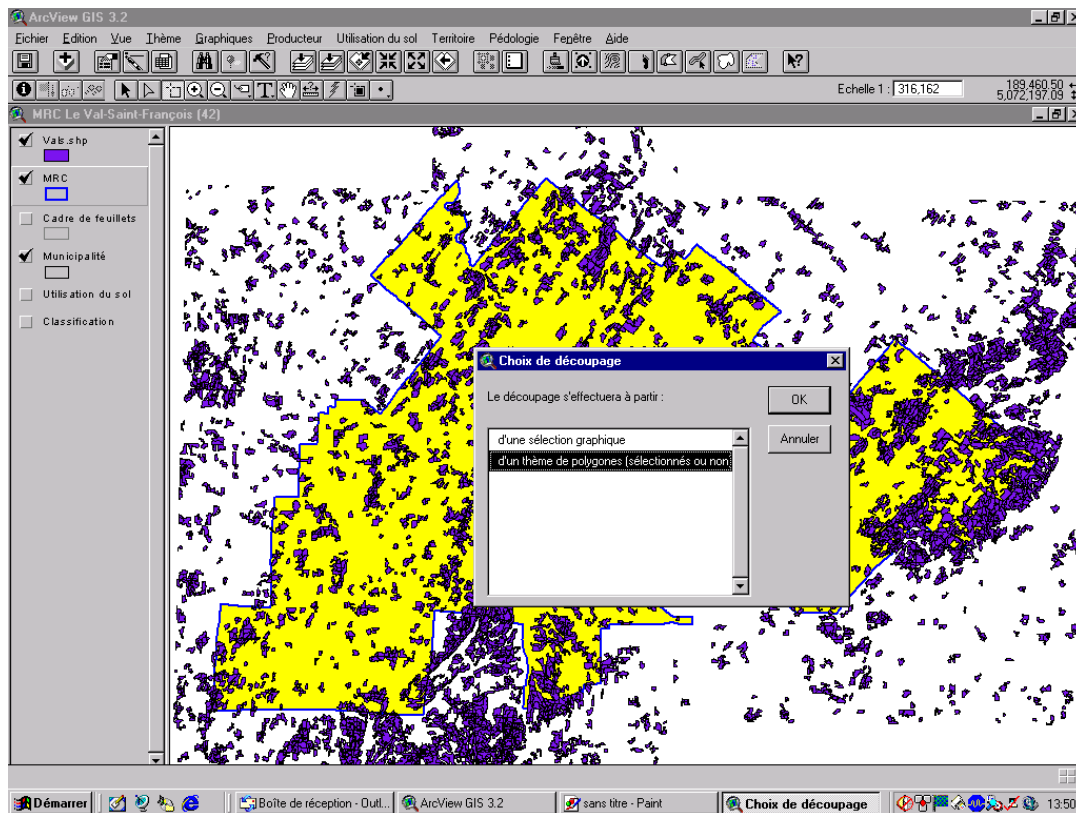 ArcView GIS 3.2
Fichier Edition Vue Thème Graphiques Producteur Utilisation du sol Territoire Pédologie Fenêtre Aide
Echelle 1 : 316,162
189,460.50
5,072,197.09
MRC Le Val-Saint-François (42)
Vals.shp
MRC
Cadre de feuillets
Municipalité
Utilisation du sol
Classification
Choix de découpage
Le découpage s'effectuera à partir :
OK
Annuler
d'une sélection graphique
d'un thème de polygones (sélectionnés ou non)
Démarrer
Boîte de réception - Outl...
ArcView GIS 3.2
sans titre - Paint
Choix de découpage
13:50